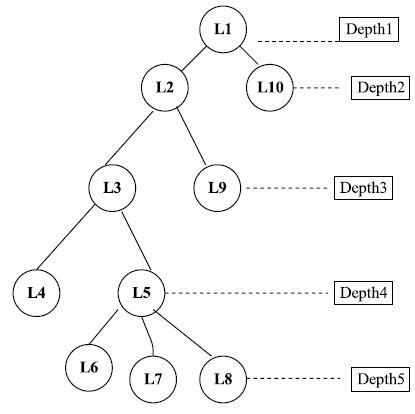 L1 Depth1
L2 L10 Depth2
L3 L9 Depth3
L4 L5 Depth4
L6 L7 L8 Depth5